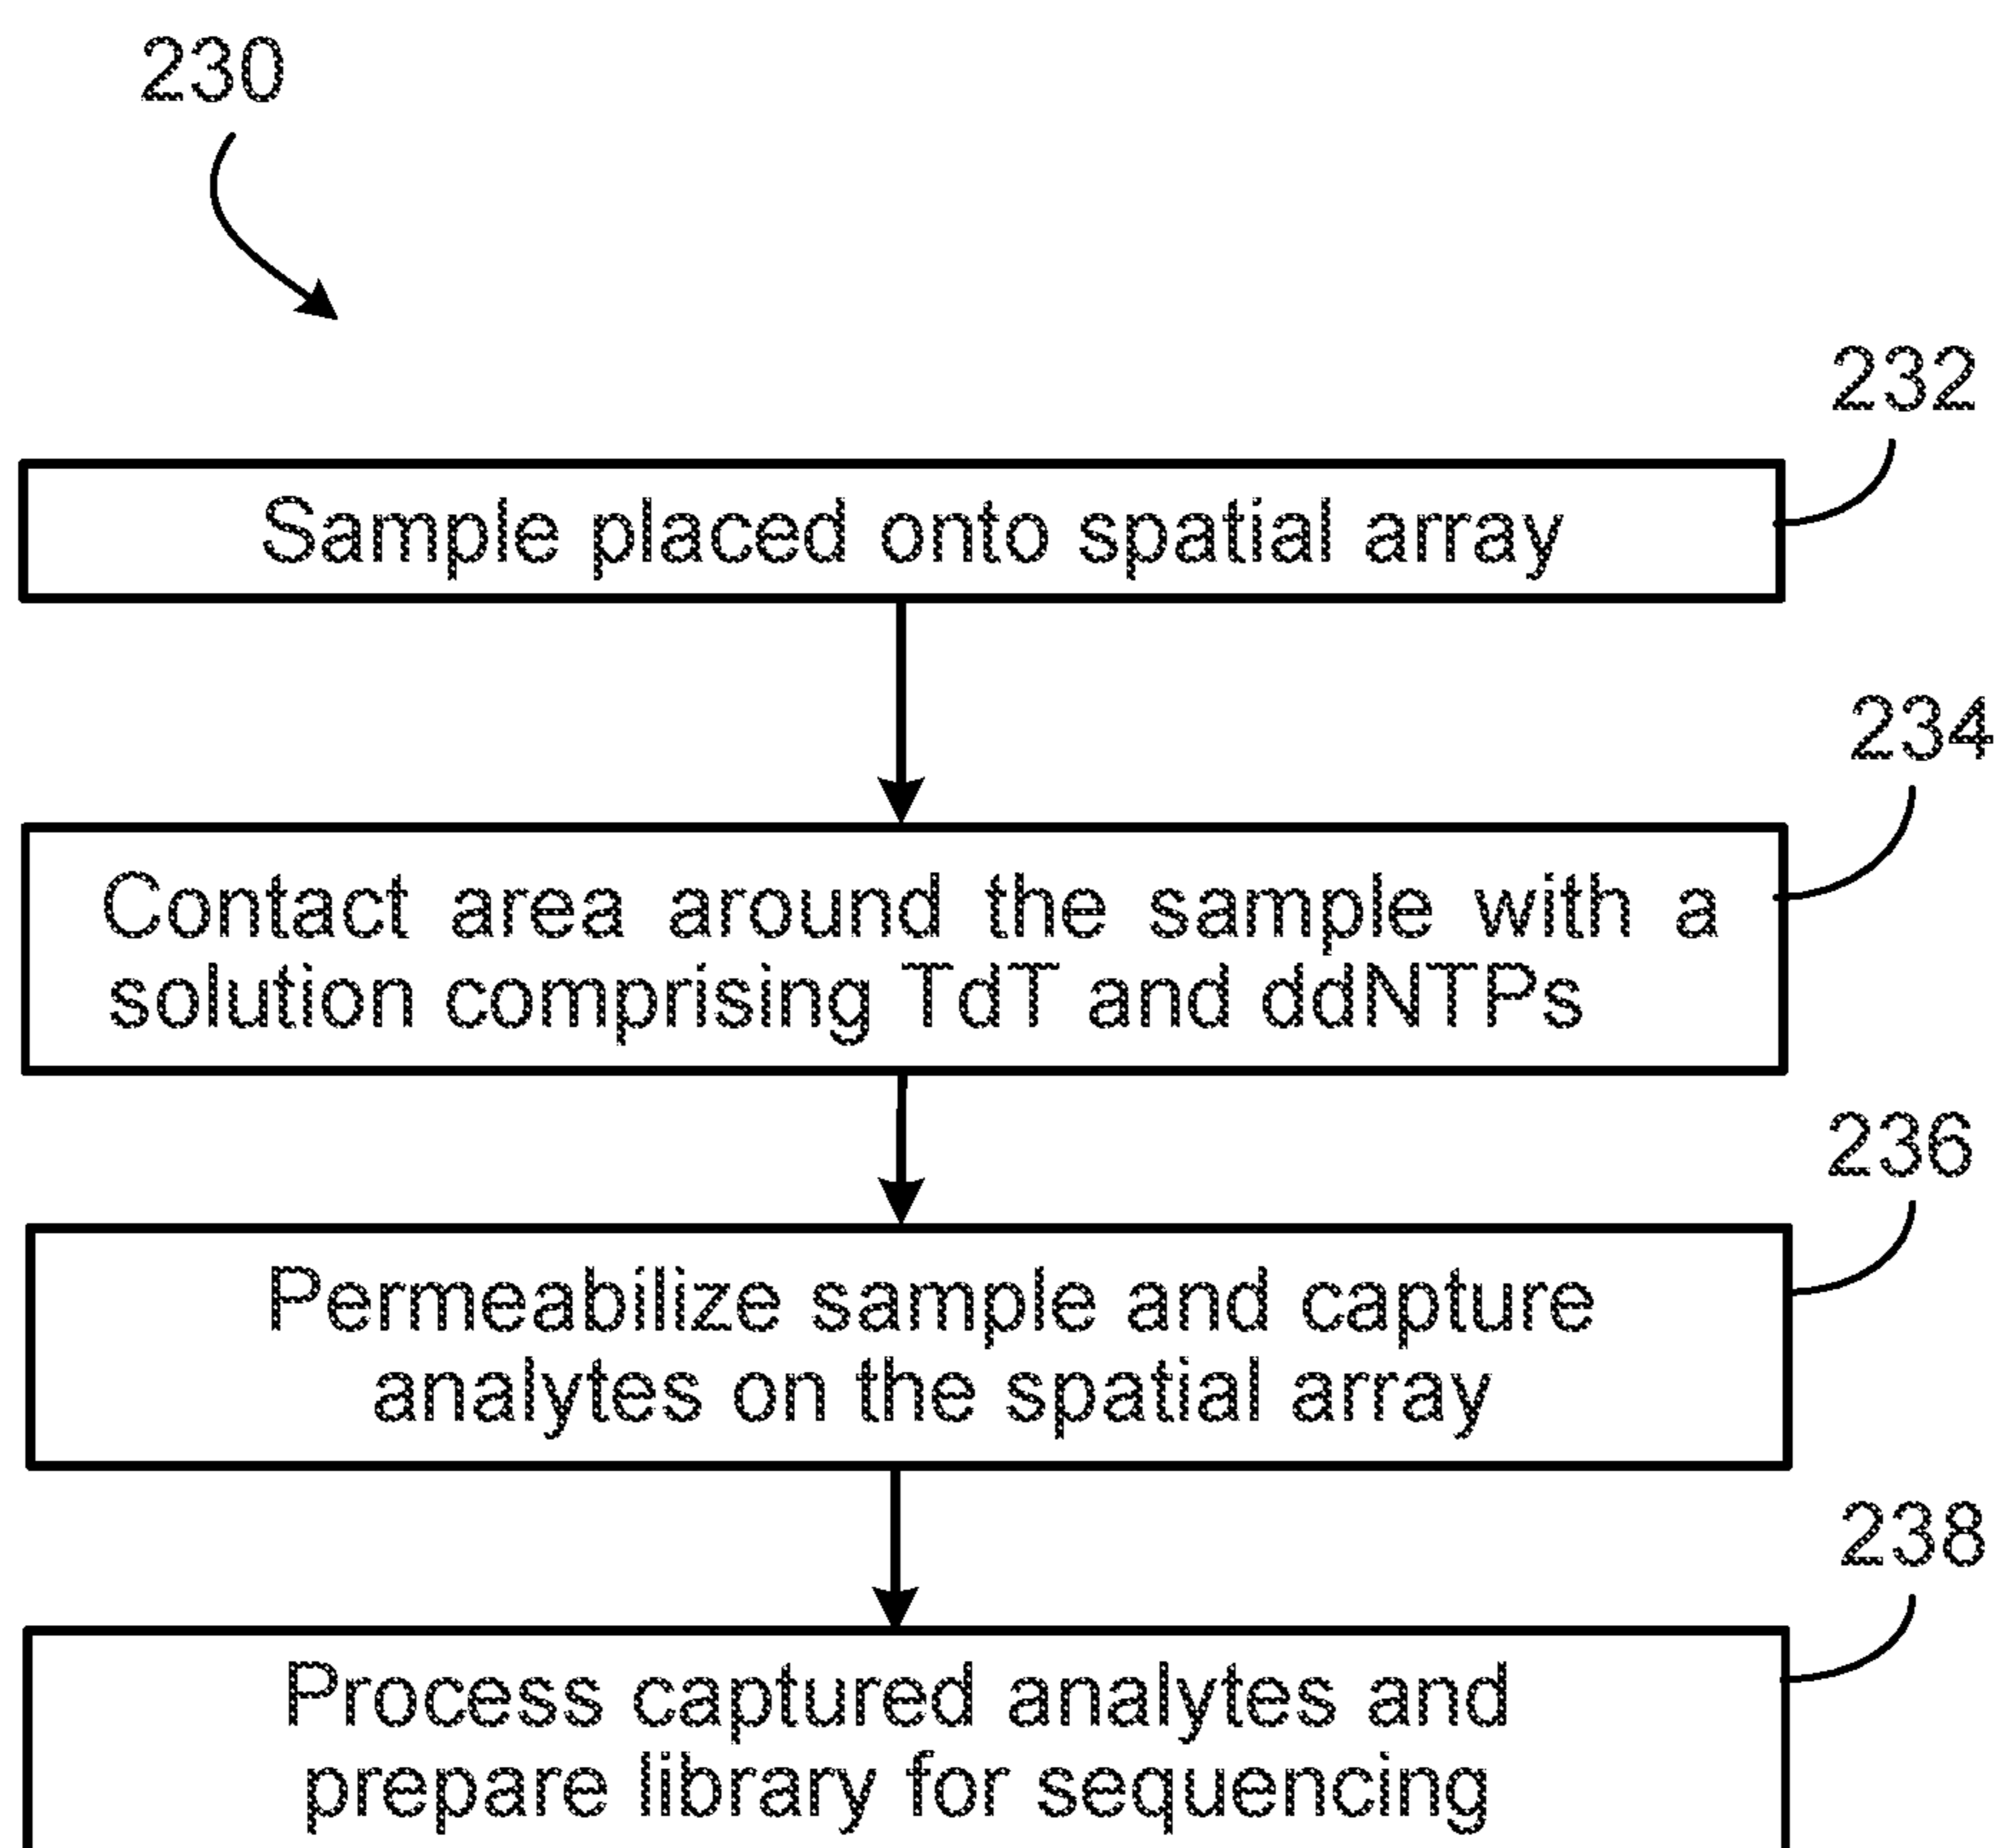 230
232
Sample placed onto spatial array
234
Contact area around the sample with a
solution comprising TdT and ddNTPs
236
Permeabilize sample and capture
analytes on the spatial array
238
Process captured analytes and
prepare library for sequencing